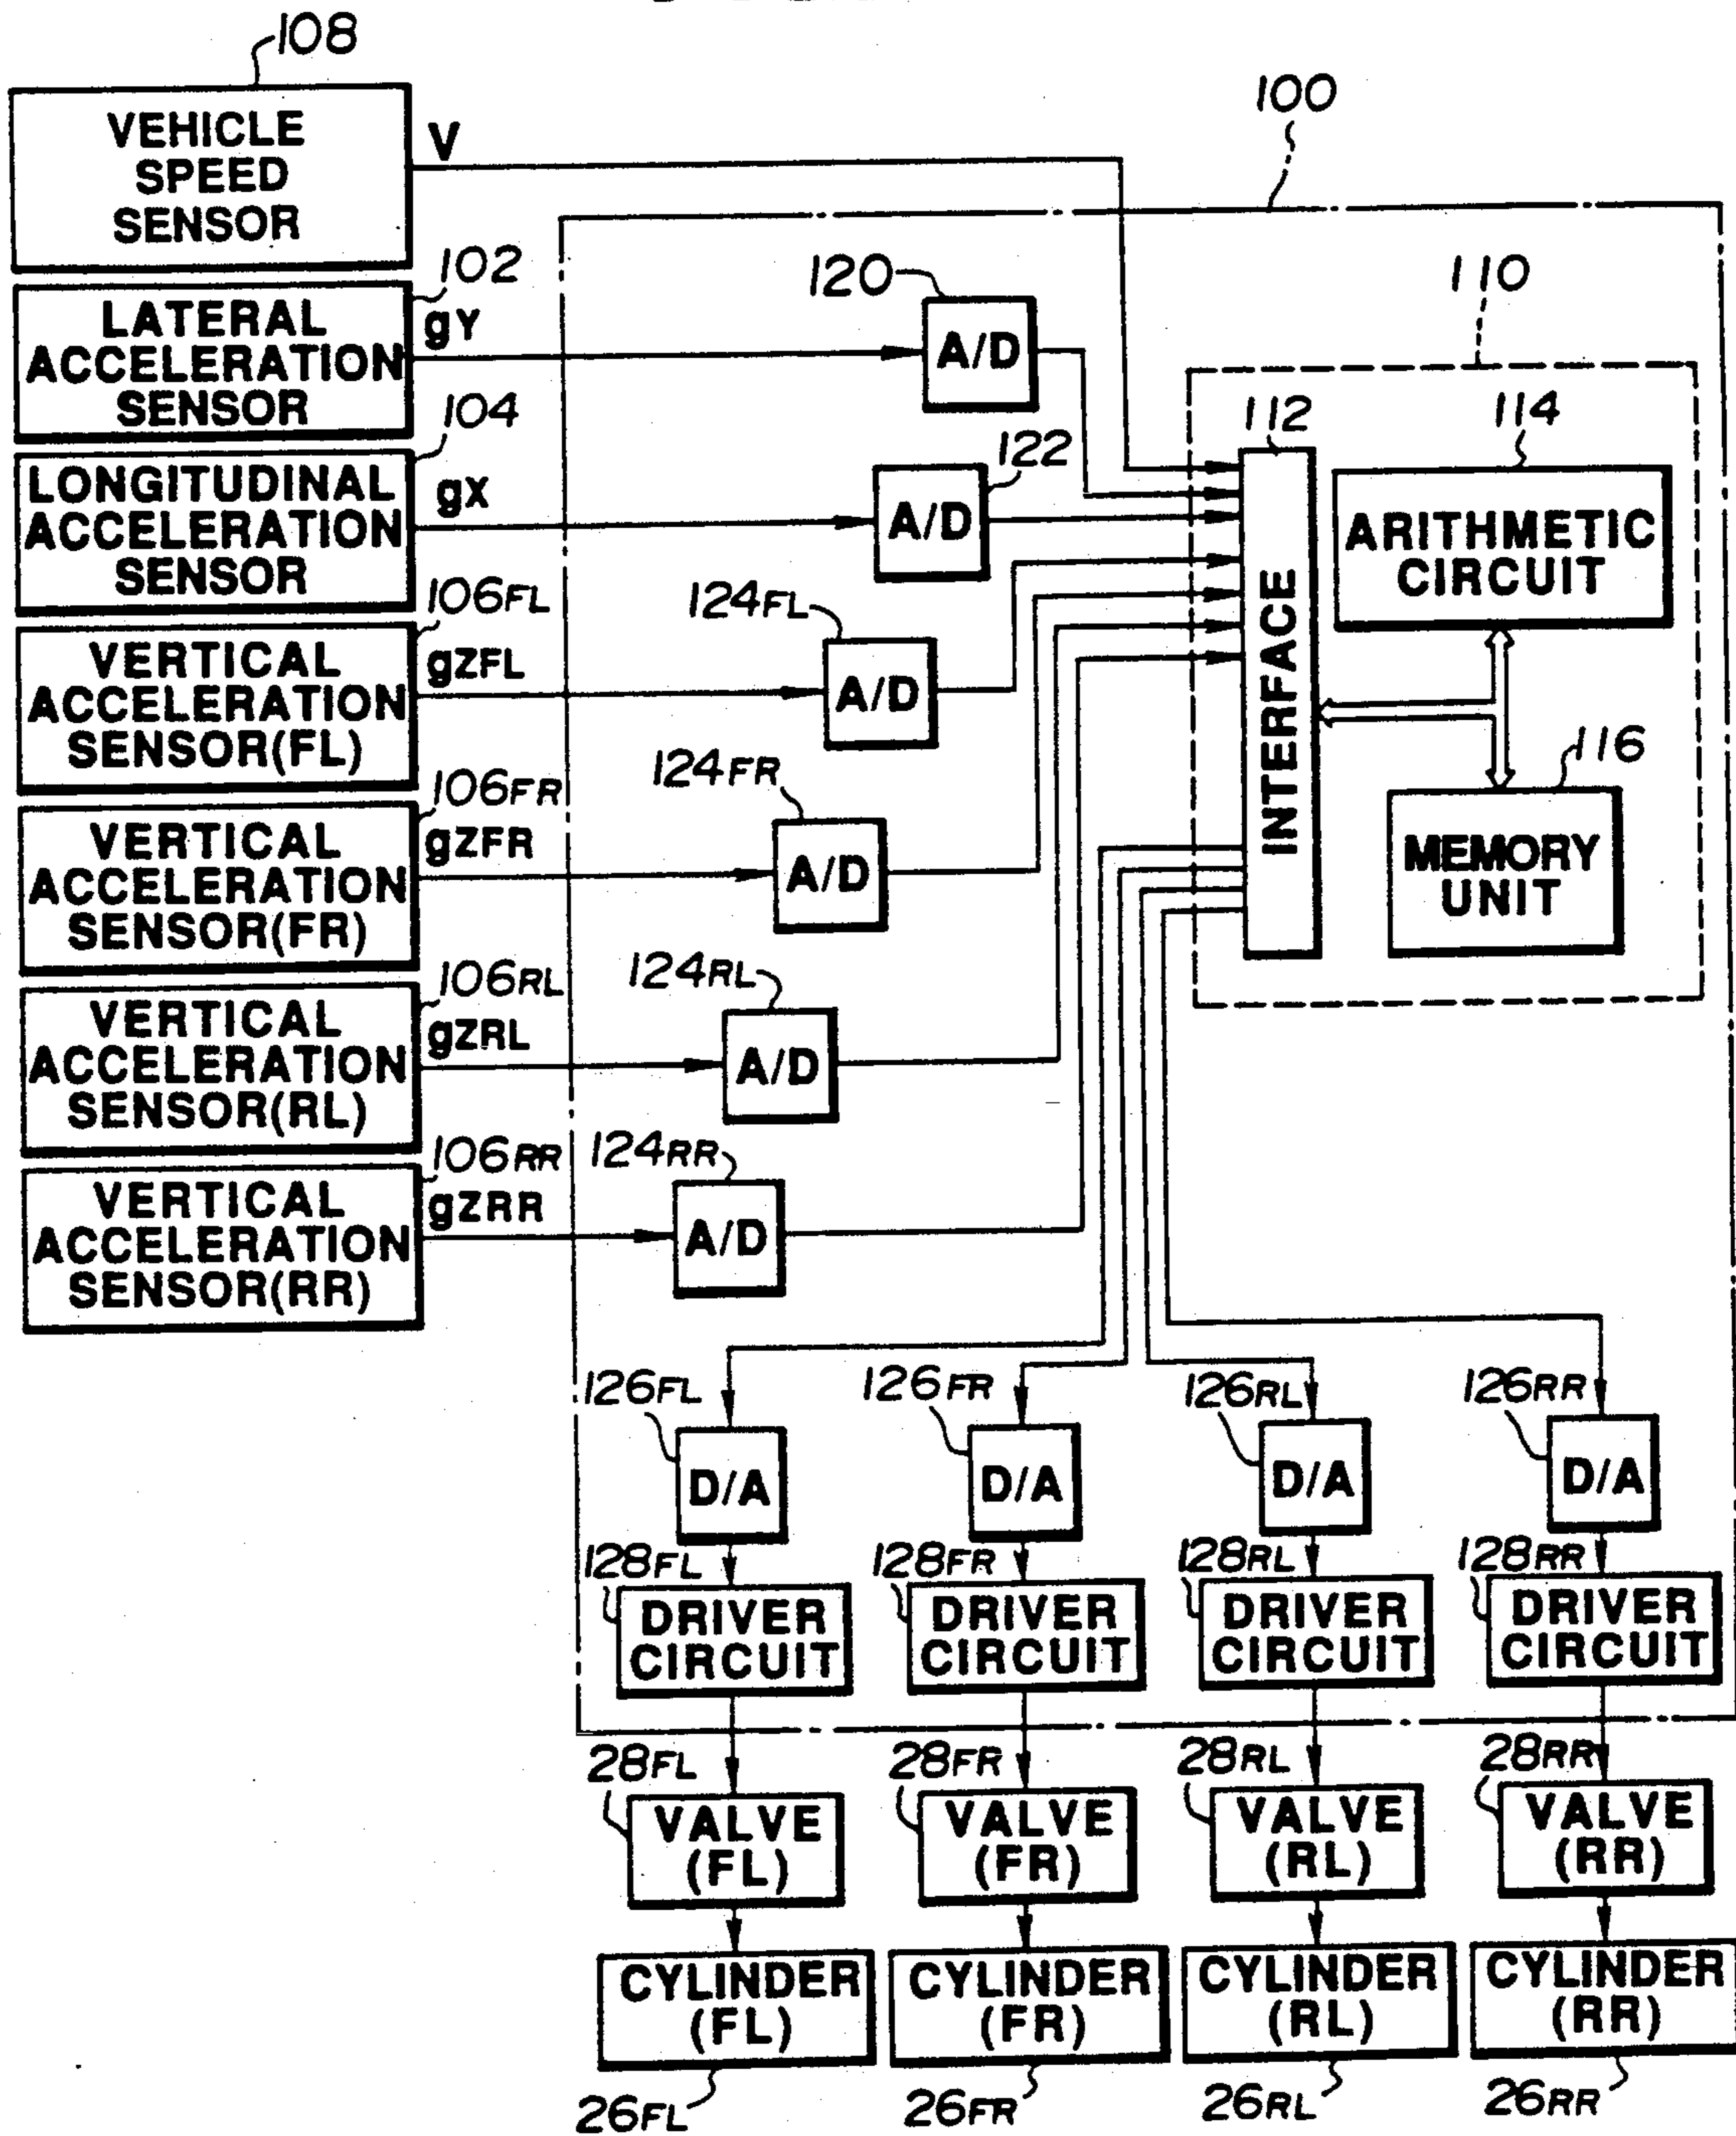 108
VEHICLE
SPEED
SENSOR
V
100
102
LATERAL
ACCELERATION
SENSOR
gY
120
A/D
110
104
LONGITUDINAL
ACCELERATION
SENSOR
gX
122
A/D
112
INTERFACE
114
ARITHMETIC
CIRCUIT
106FL
VERTICAL
ACCELERATION
SENSOR(FL)
gZFL
124FL
A/D
116
MEMORY
UNIT
106FR
VERTICAL
ACCELERATION
SENSOR(FR)
gZFR
124FR
A/D
106RL
VERTICAL
ACCELERATION
SENSOR(RL)
gZRL
124RL
A/D
106RR
VERTICAL
ACCELERATION
SENSOR(RR)
gZRR
124RR
A/D
126FL
D/A
126FR
D/A
126RL
D/A
126RR
D/A
128FL
DRIVER
CIRCUIT
128FR
DRIVER
CIRCUIT
128RL
DRIVER
CIRCUIT
128RR
DRIVER
CIRCUIT
28FL
VALVE
(FL)
28FR
VALVE
(FR)
28RL
VALVE
(RL)
28RR
VALVE
(RR)
CYLINDER
(FL)
CYLINDER
(FR)
CYLINDER
(RL)
CYLINDER
(RR)
26FL
26FR
26RL
26RR